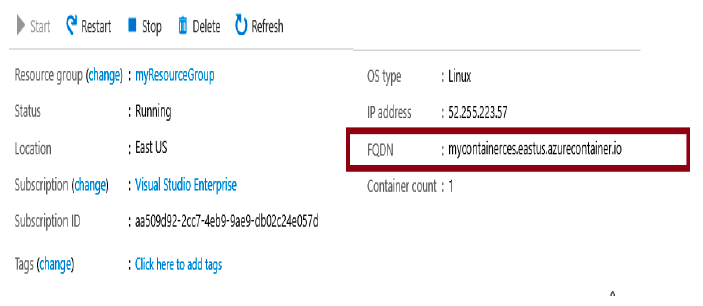 Start Restart Stop Delete Refresh
Resource group (change) : myResourceGroup
Status : Running
Location : East US
Subscription (change) : Visual Studio Enterprise
Subscription ID : aa509d92-2cc7-4eb9-9ae9-db02c24e057d
Tags (change) : Click here to add tags
OS type : Linux
IP address : 52.255.223.57
FQDN : mycontainerces.eastus.azurecontainer.io
Container count : 1